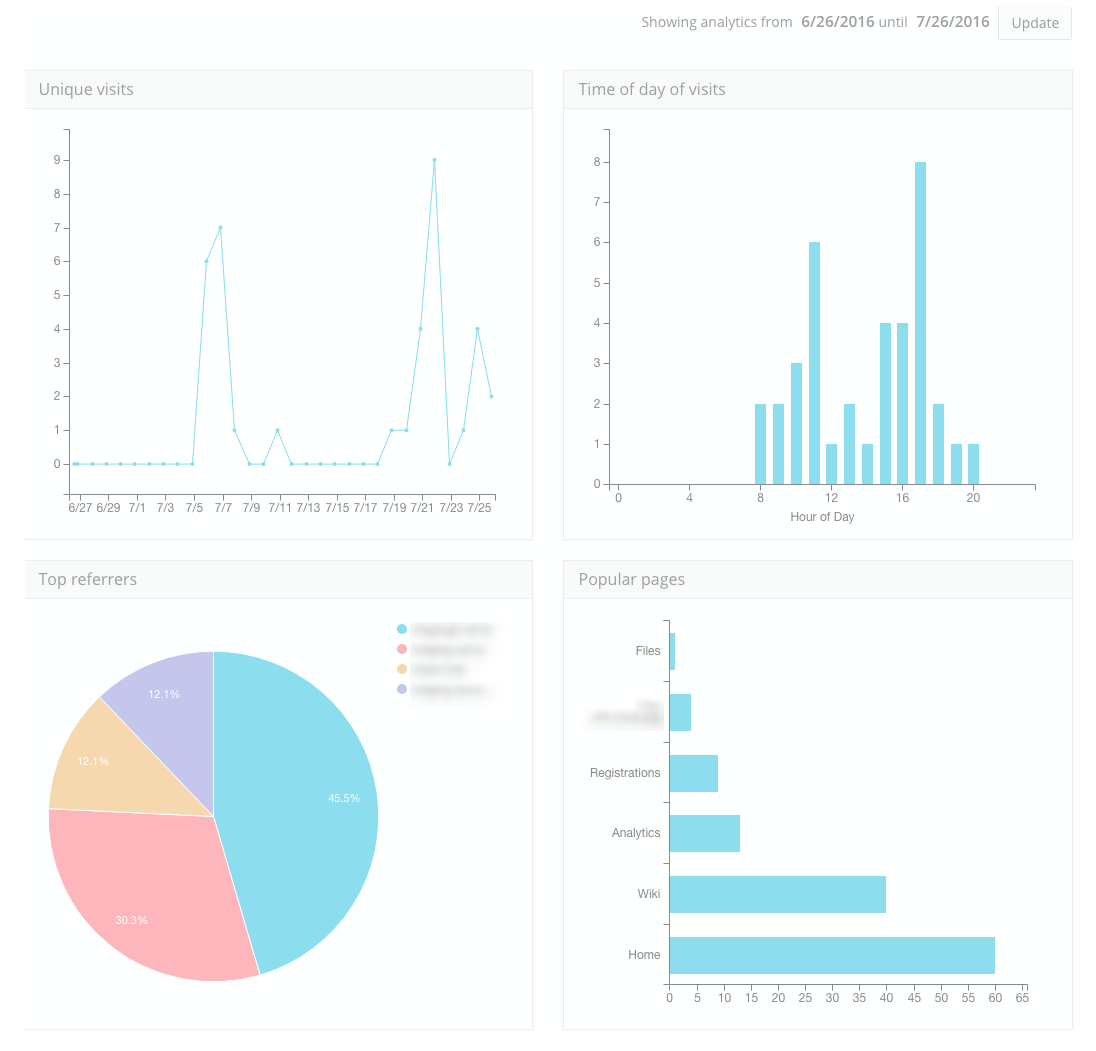 Showing analytics from 6/26/2016 until 7/26/2016 Update
Unique visits
9
8
7
6
5
4
3
2
1
0
6/27 6/29 7/1 7/3 7/5 7/7 7/9 7/11 7/13 7/15 7/17 7/19 7/21 7/23 7/25
Time of day of visits
8
7
6
5
4
3
2
1
0
0 4 8 12 16 20
Hour of Day
Top referrers
12.1%
12.1%
45.5%
30.3%
Popular pages
Files
Registrations
Analytics
Wiki
Home
0 5 10 15 20 25 30 35 40 45 50 55 60 65